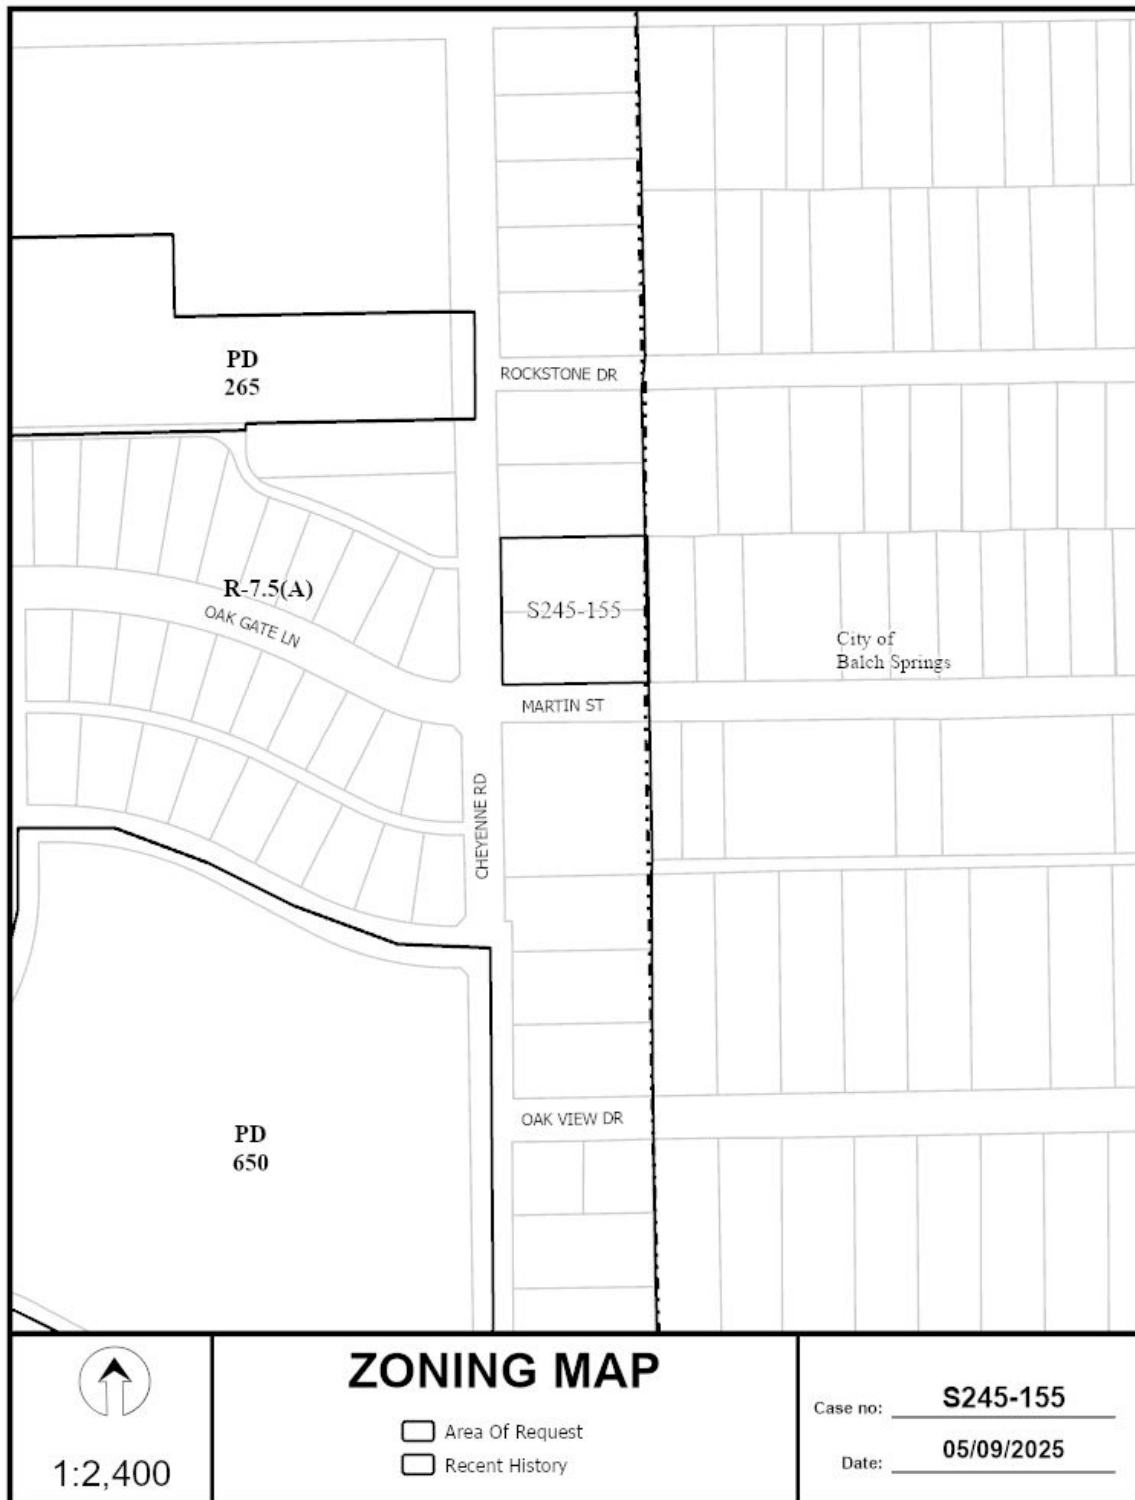 PD
265
ROCKSTONE DR
R-7.5(A)
OAK GATE LN
S245-155
City of
Balch Springs
MARTIN ST
CHEYENNE RD
OAK VIEW DR
PD
650
1:2,400
ZONING MAP
Area Of Request
Recent History
Case no: S245-155
Date: 05/09/2025